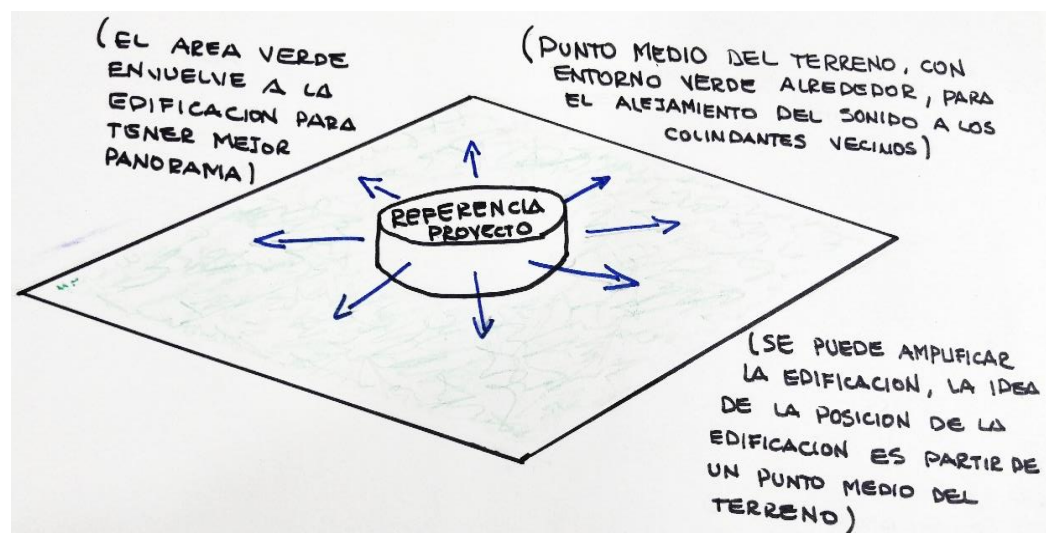 (EL AREA VERDE
ENVUELVE A LA
EDIFICACION PARA
TENER MEJOR
PANORAMA)
(PUNTO MEDIO DEL TERRENO, CON
ENTORNO VERDE ALREDEDOR, PARA
EL ALEJAMIENTO DEL SONIDO A LOS
COLINDANTES VECINOS)
REFERENCIA
PROYECTO
(SE PUEDE AMPLIFICAR
LA EDIFICACION, LA IDEA
DE LA POSICION DE LA
EDIFICACION ES PARTIR DE
UN PUNTO MEDIO DEL
TERRENO)